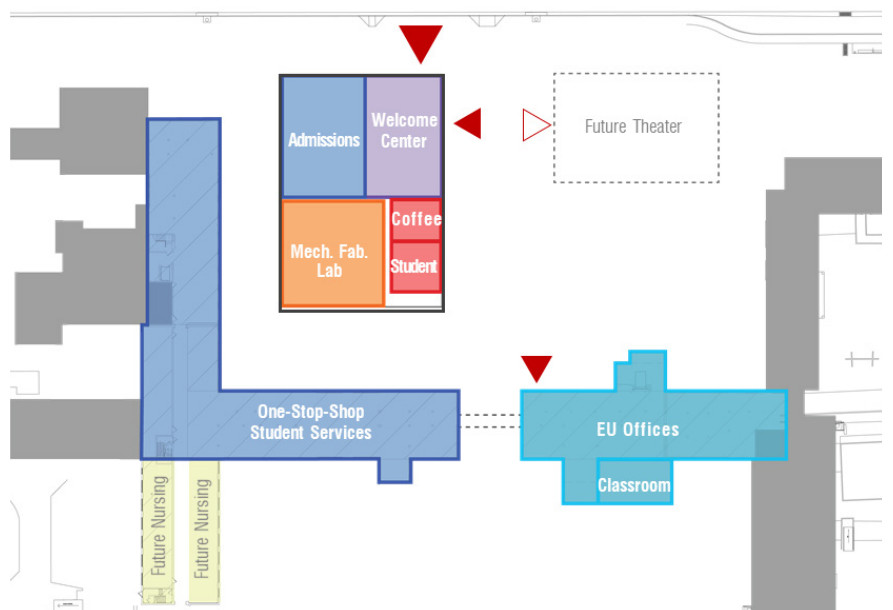 Admissions
Welcome
Center
Future Theater
Coffee
Mech. Fab.
Lab
Student
One-Stop-Shop
Student Services
EU Offices
Classroom
Future Nursing
Future Nursing